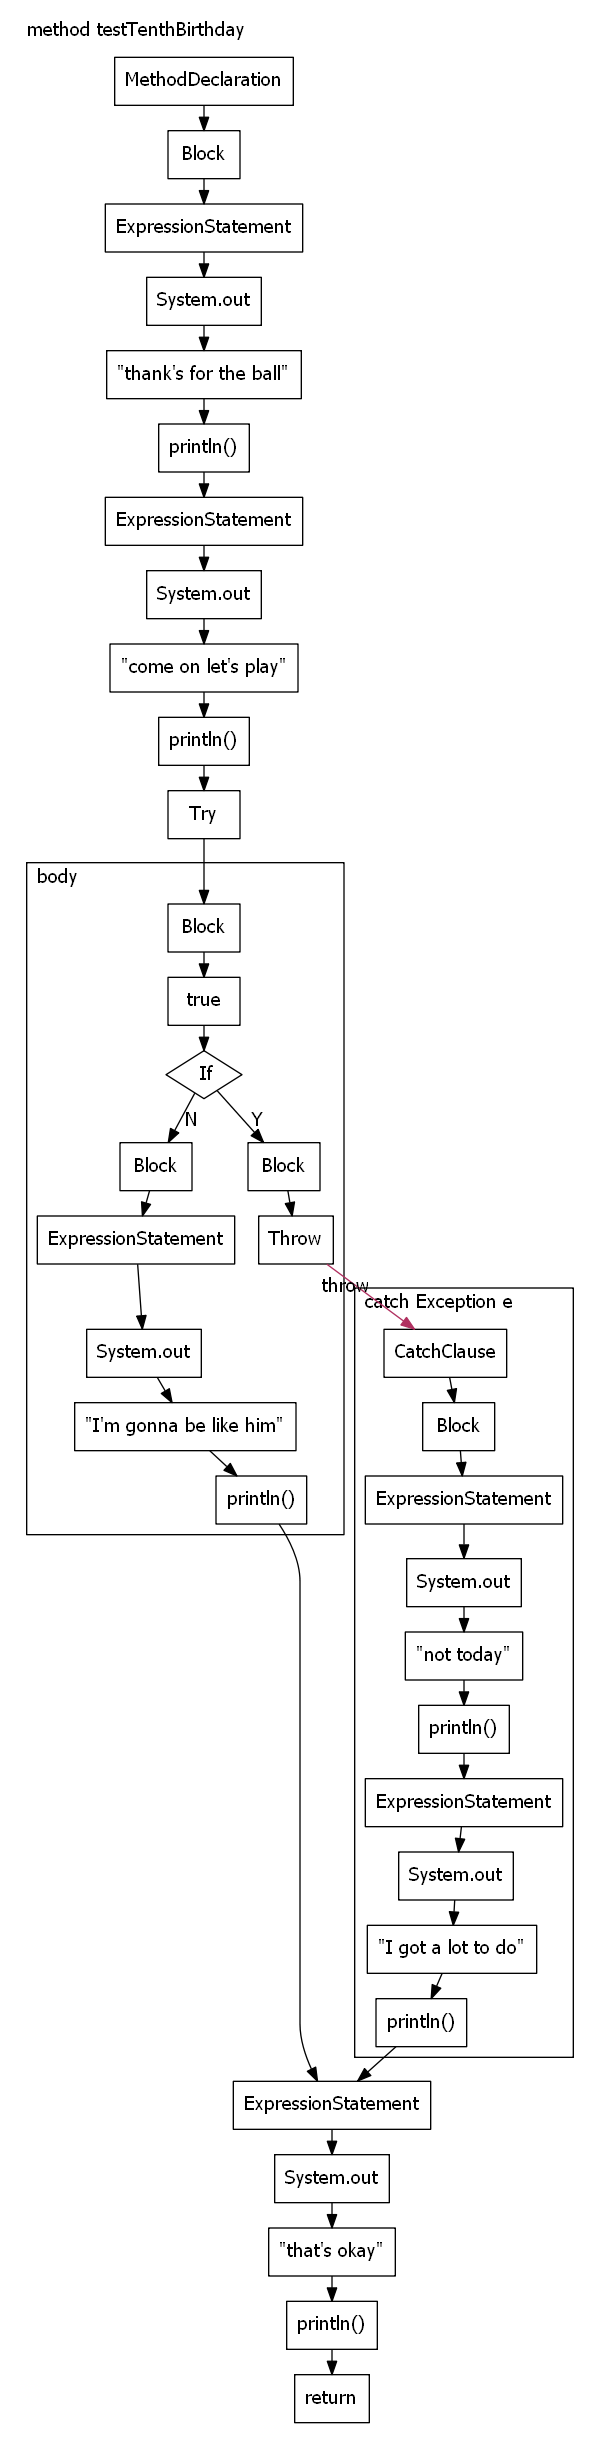 method testTenthBirthday
MethodDeclaration
Block
ExpressionStatement
System.out
"thank's for the ball"
println()
ExpressionStatement
System.out
"come on let's play"
println()
Try
body
Block
true
If
N
Y
Block
Block
ExpressionStatement
Throw
throw
catch Exception e
System.out
CatchClause
"I'm gonna be like him"
Block
println()
ExpressionStatement
System.out
"not today"
println()
ExpressionStatement
System.out
"I got a lot to do"
println()
ExpressionStatement
System.out
"that's okay"
println()
return